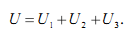 U = U₁ + U₂ + U₃.